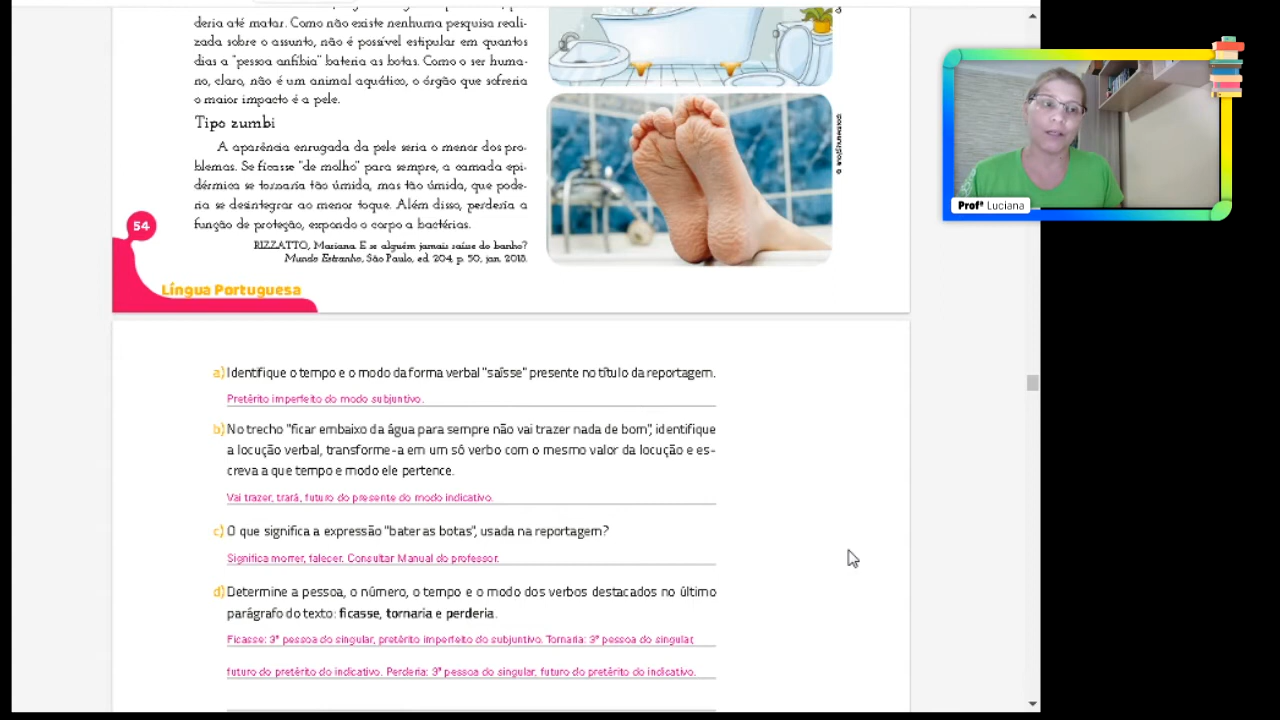 deria até matar. Como não existe nenhuma pesquisa reali-
zada sobre o assunto, não é possível estipular em quantos
dias a "pessoa anfíbia" bateria as botas. Como o ser huma-
no, claro, não é um animal aquático, o órgão que sofreria
o maior impacto é a pele.
Tipo zumbi
A aparência enrugada da pele seria o menor dos pro-
blemas. Se ficasse "de molho" para sempre, a camada epi-
dérmica se tornaria tão úmida, mas tão úmida, que pode-
ria se desintegrar ao menor toque. Além disso, perderia a
função de proteção, expondo o corpo a bactérias.
RIZZATTO, Mariana. E se alguém jamais saísse do banho?
Mundo Estranho, São Paulo, ed. 204, p. 50, jan. 2018.
54
Língua Portuguesa
Profª Luciana
a) Identifique o tempo e o modo da forma verbal "saísse" presente no título da reportagem.
Pretérito imperfeito do modo subjuntivo.
b) No trecho "ficar embaixo da água para sempre não vai trazer nada de bom", identifique
a locução verbal, transforme-a em um só verbo com o mesmo valor da locução e es-
creva a que tempo e modo ele pertence.
Vai trazer, trará, futuro do presente do modo indicativo.
c) O que significa a expressão "bater as botas", usada na reportagem?
Significa morrer, falecer. Consultar Manual do professor.
d) Determine a pessoa, o número, o tempo e o modo dos verbos destacados no último
parágrafo do texto: ficasse, tornaria e perderia.
Ficasse: 3ª pessoa do singular, pretérito imperfeito do subjuntivo. Tornaria: 3ª pessoa do singular,
futuro do pretérito do indicativo. Perderia: 3ª pessoa do singular, futuro do pretérito do indicativo.